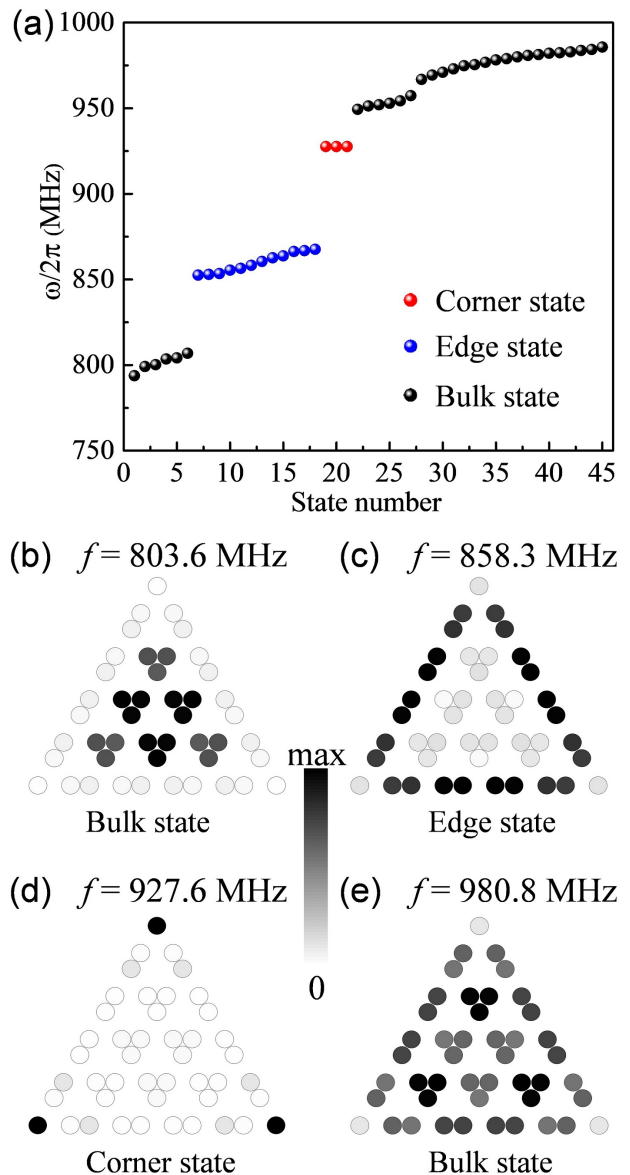 (a)
1000
950
900
850
800
750
ω/2π (MHz)
Corner state
Edge state
Bulk state
0 5 10 15 20 25 30 35 40 45
State number
(b) f = 803.6 MHz
(c) f = 858.3 MHz
max
Bulk state
Edge state
(d) f = 927.6 MHz
(e) f = 980.8 MHz
0
Corner state
Bulk state